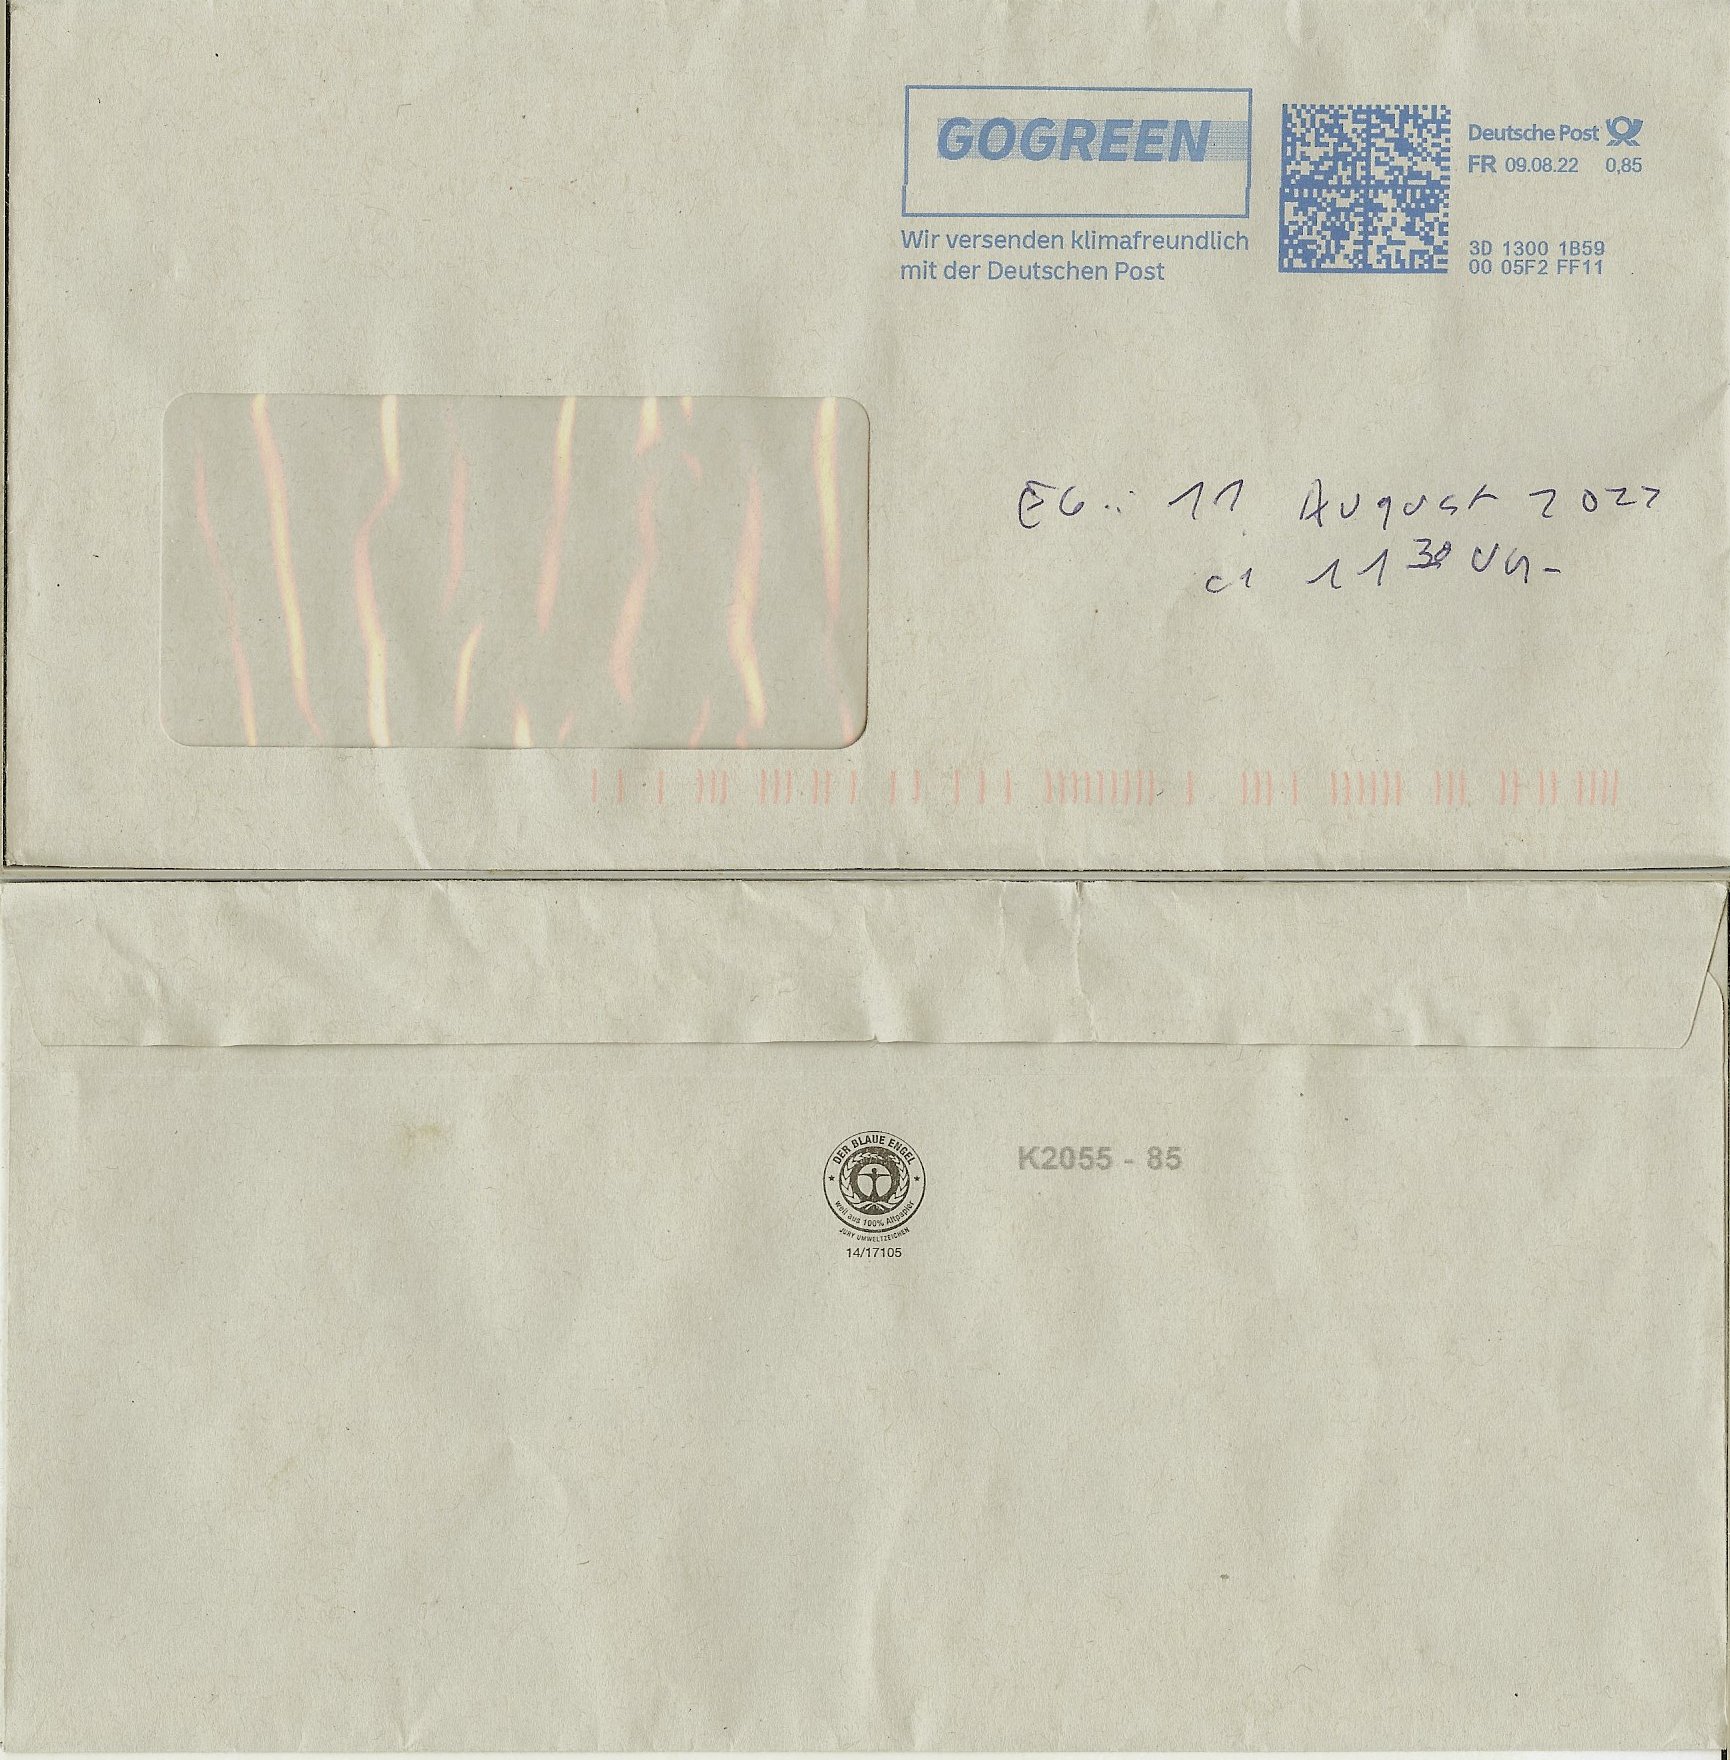 GOGREEN
Wir versenden klimafreundlich
mit der Deutschen Post
Deutsche Post
FR 09.08.22 0,85
3D 1300 1B59
00 05F2 FF11
EG.: 11 August 2022
11 30
DER BLAUE ENGEL
weil aus 100% Altpapier
JURY UMWELTZEICHEN
14/17105
K2055 - 85